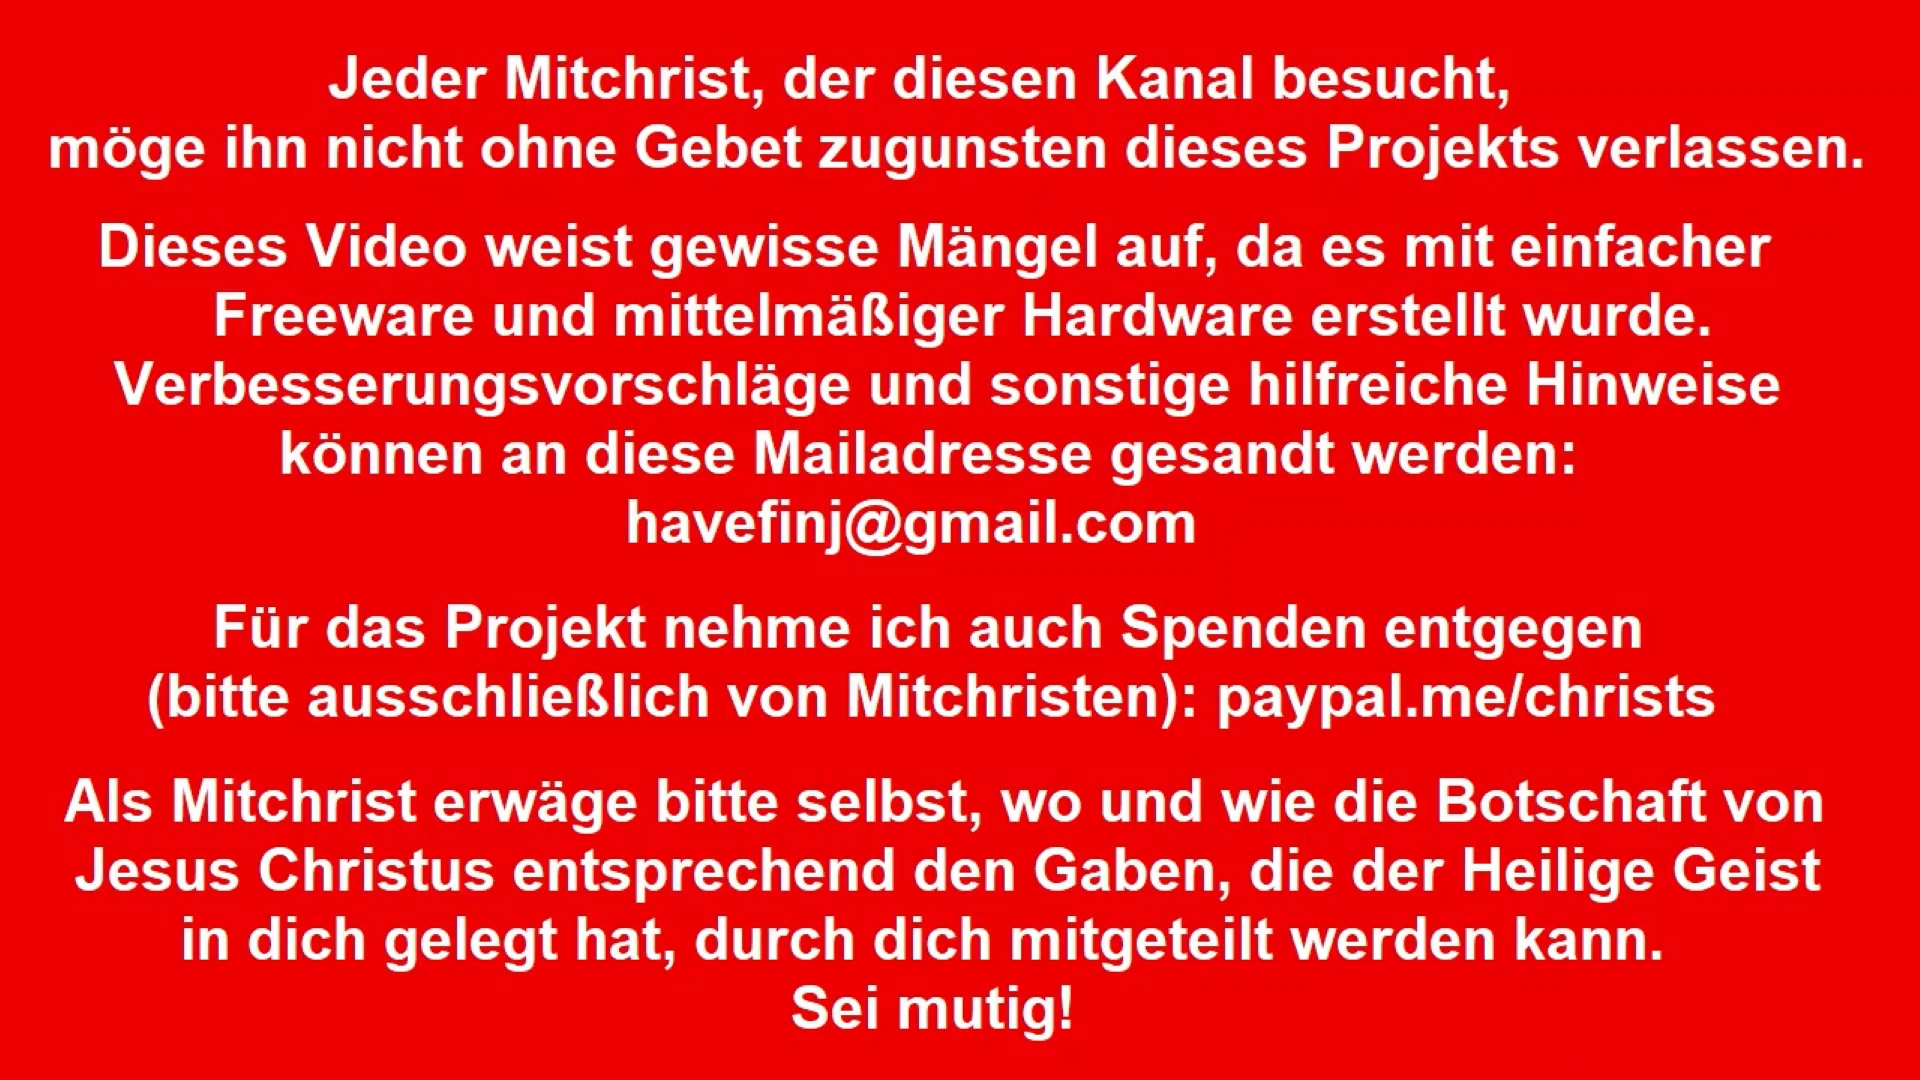 Jeder Mitchrist, der diesen Kanal besucht,
möge ihn nicht ohne Gebet zugunsten dieses Projekts verlassen.
Dieses Video weist gewisse Mängel auf, da es mit einfacher
Freeware und mittelmäßiger Hardware erstellt wurde.
Verbesserungsvorschläge und sonstige hilfreiche Hinweise
können an diese Mailadresse gesandt werden:
havefinj@gmail.com
Für das Projekt nehme ich auch Spenden entgegen
(bitte ausschließlich von Mitchristen): paypal.me/christs
Als Mitchrist erwäge bitte selbst, wo und wie die Botschaft von
Jesus Christus entsprechend den Gaben, die der Heilige Geist
in dich gelegt hat, durch dich mitgeteilt werden kann.
Sei mutig!